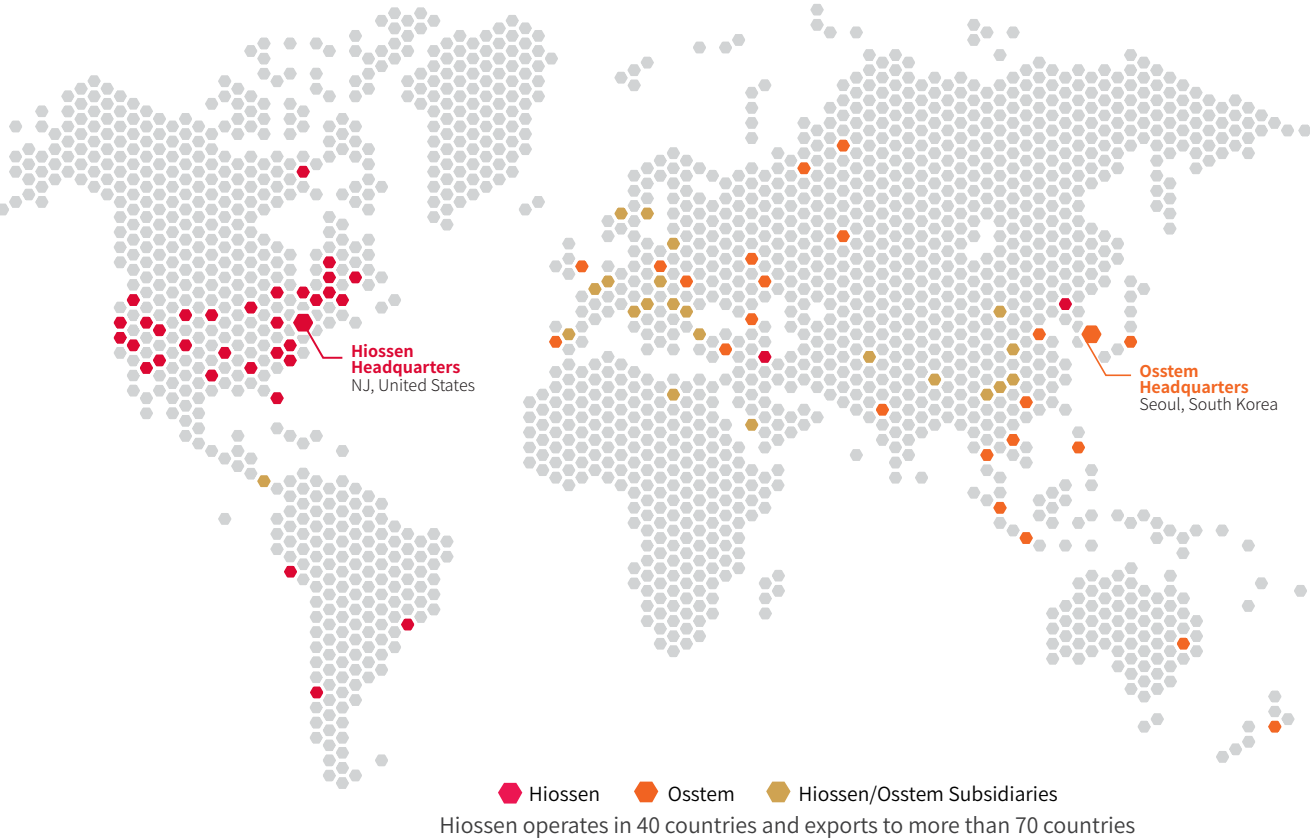 Hiossen
Headquarters
NJ, United States
Osstem
Headquarters
Seoul, South Korea
Hiossen
Osstem
Hiossen/Osstem Subsidiaries
Hiossen operates in 40 countries and exports to more than 70 countries